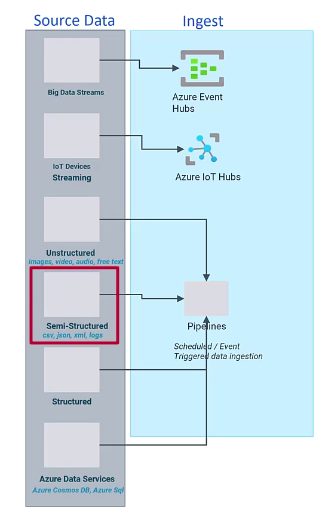 Source Data
Ingest
Big Data Streams
Azure Event
Hubs
IoT Devices
Streaming
Azure IoT Hubs
Unstructured
images, video, audio, free text
Semi-Structured
csv, json, xml, logs
Pipelines
Scheduled / Event
Triggered data ingestion
Structured
Azure Data Services
Azure Cosmos DB, Azure Sql